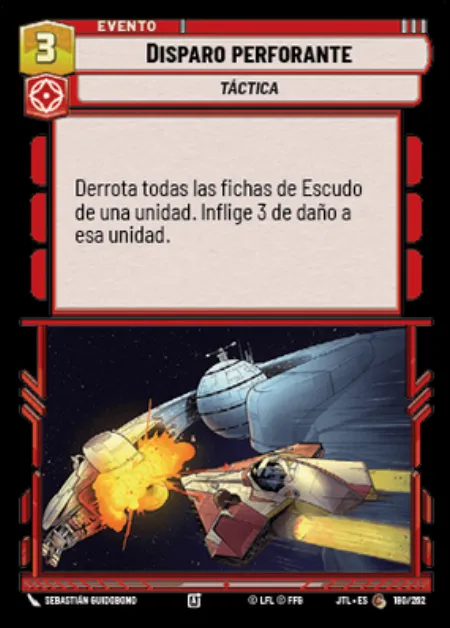 EVENTO
3
DISPARO PERFORANTE
TÁCTICA
Derrota todas las fichas de Escudo
de una unidad. Inflige 3 de daño a
esa unidad.
SEBASTIÁN GUIDOBONO
A
© LFL © FFG
JTL • ES
C
180/262